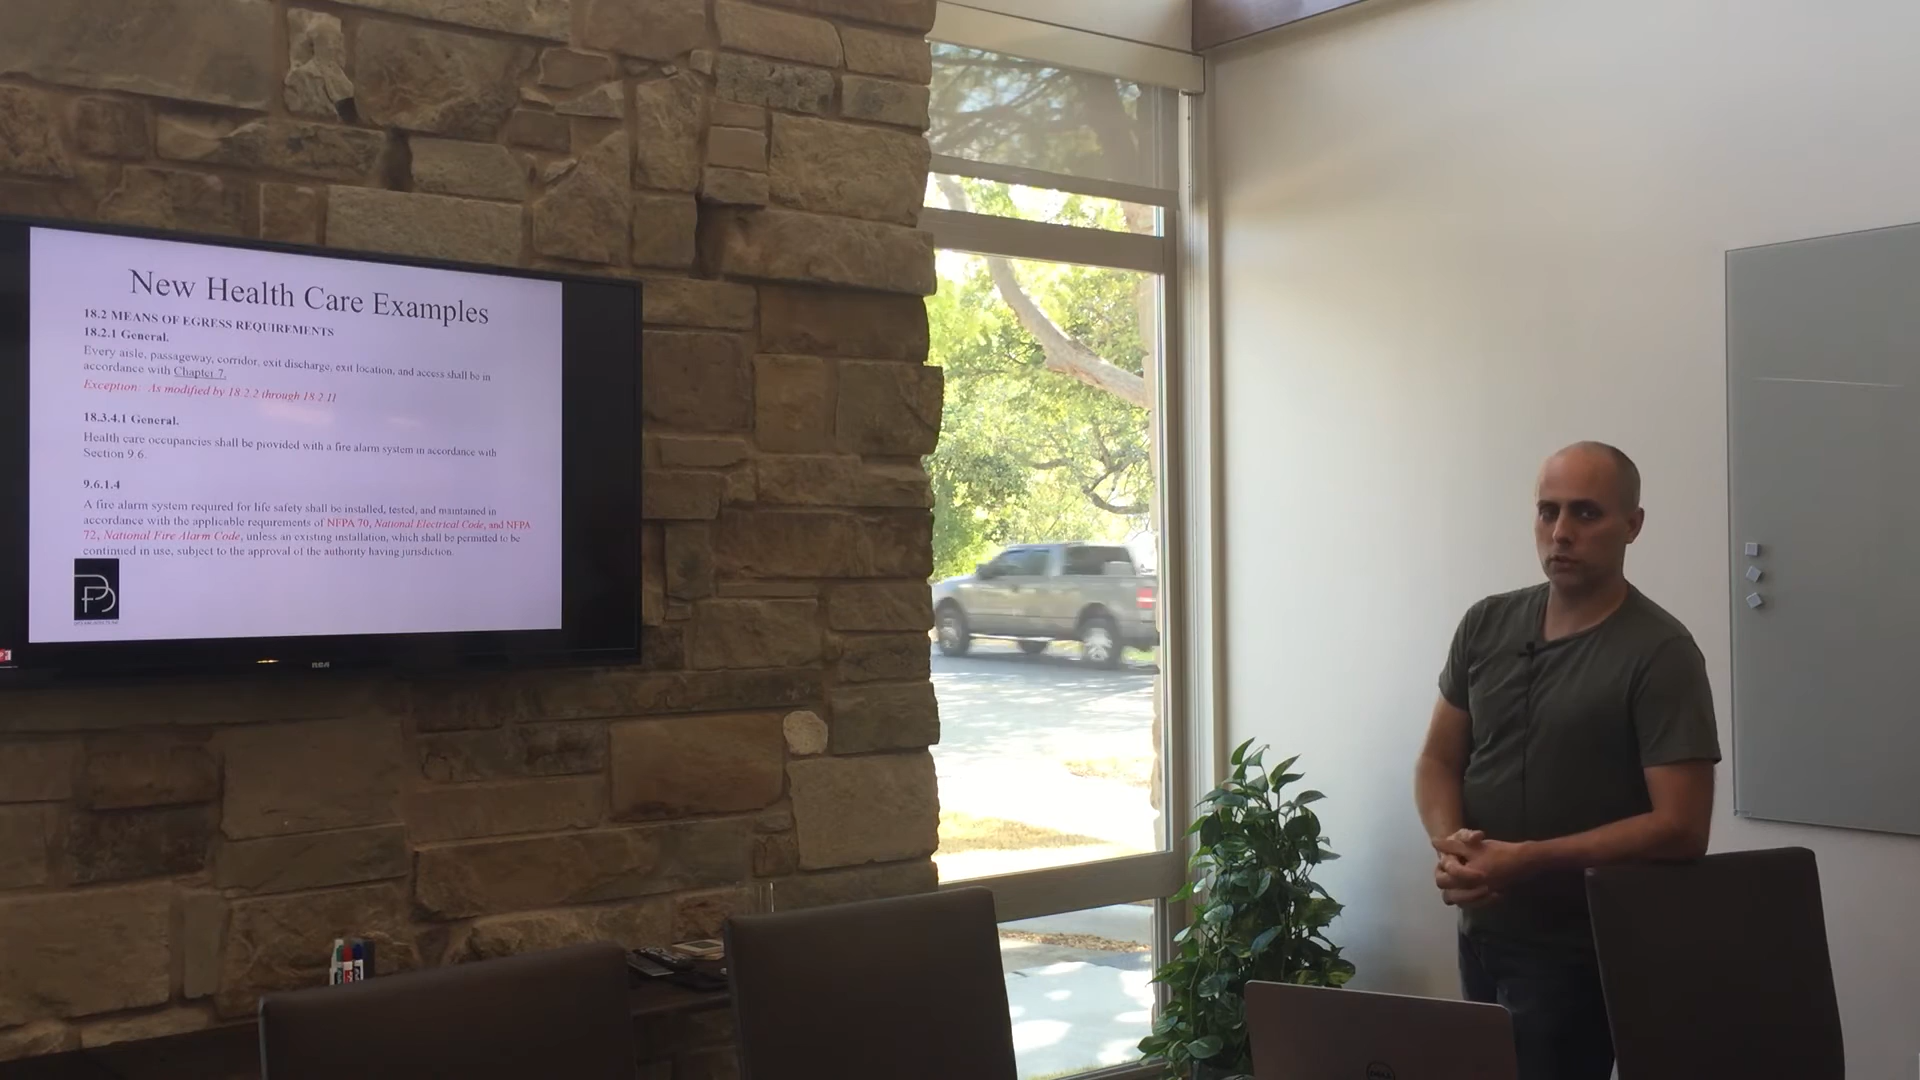 New Health Care Examples
18.2 MEANS OF EGRESS REQUIREMENTS
18.2.1 General.
Every aisle, passageway, corridor, exit discharge, exit location, and access shall be in
accordance with Chapter 7.
Exception: As modified by 18.2.2 through 18.2.11
18.3.4.1 General.
Health care occupancies shall be provided with a fire alarm system in accordance with
Section 9.6.
9.6.1.4
A fire alarm system required for life safety shall be installed, tested, and maintained in
accordance with the applicable requirements of NFPA 70, National Electrical Code, and NFPA
72, National Fire Alarm Code, unless an existing installation, which shall be permitted to be
continued in use, subject to the approval of the authority having jurisdiction.
RCA
DELL